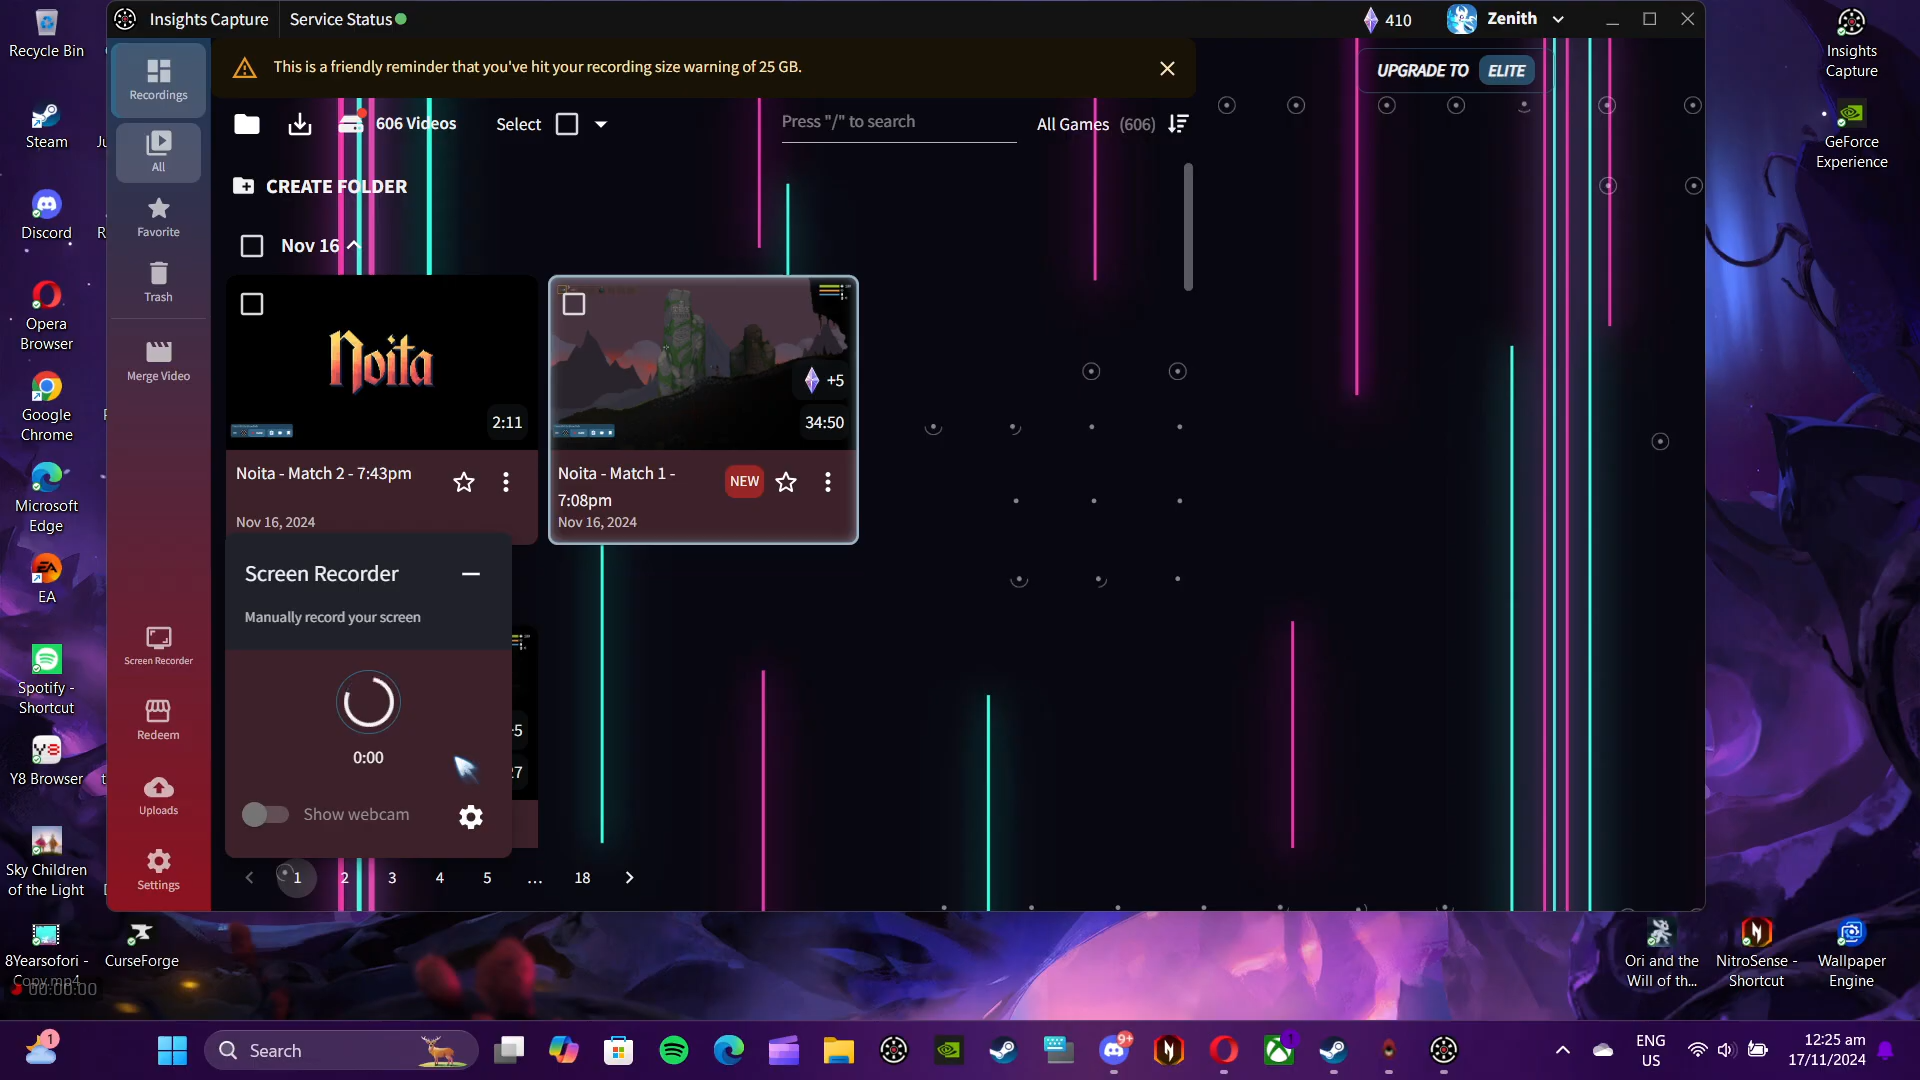 Recycle Bin
Steam
Discord
Opera
Browser
Google
Chrome
Microsoft
Edge
EA
Spotify -
Shortcut
Y8 Browser
Sky Children
of the Light
8Yearsofori -
Copy.mp4
00:00:00
CurseForge
Insights Capture
Service Status
410
Zenith
Recordings
All
Favorite
Trash
Merge Video
Screen Recorder
Redeem
Uploads
Settings
This is a friendly reminder that you've hit your recording size warning of 25 GB.
UPGRADE TO ELITE
606 Videos
Select
Press "/" to search
All Games (606)
CREATE FOLDER
Nov 16
Noita
2:11
Noita - Match 2 - 7:43pm
Nov 16, 2024
+5
34:50
Noita - Match 1 -
7:08pm
NEW
Nov 16, 2024
Screen Recorder
Manually record your screen
0:00
Show webcam
1
2
3
4
5
...
18
Insights
Capture
GeForce
Experience
Ori and the
Will of th...
NitroSense -
Shortcut
Wallpaper
Engine
1
Search
9+
ENG
US
12:25 am
17/11/2024